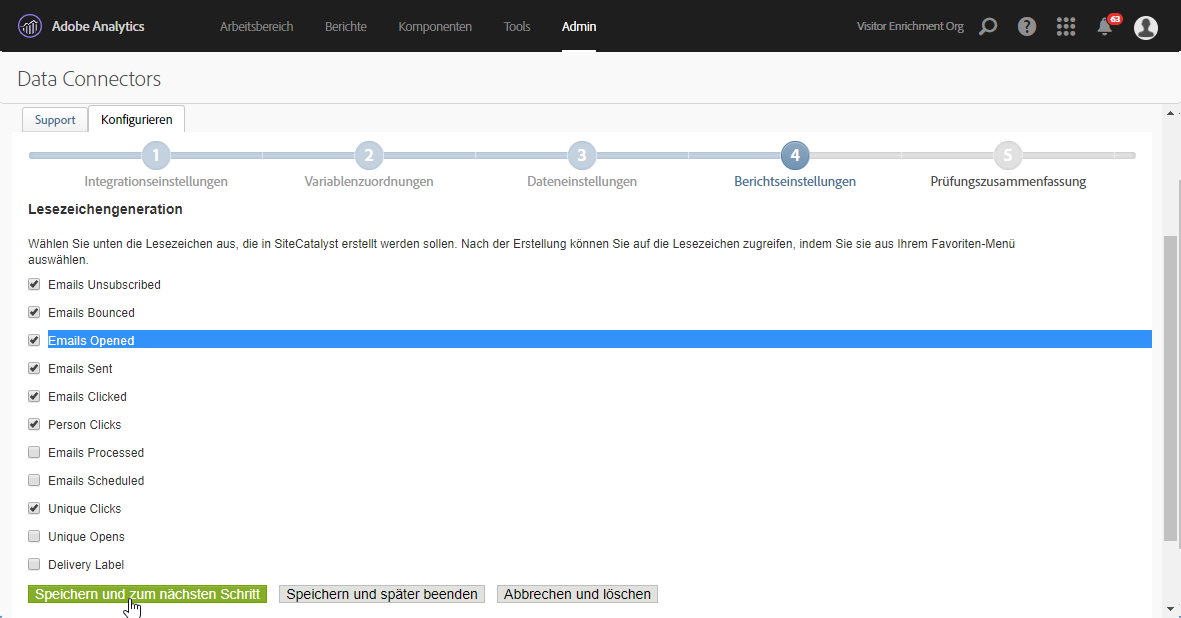 Adobe Analytics Arbeitsbereich Berichte Komponenten Tools Admin Visitor Enrichment Org ? 63
Data Connectors
Support Konfigurieren
1 2 3 4 5
Integrationseinstellungen Variablenzuordnungen Dateneinstellungen Berichtseinstellungen Prüfungszusammenfassung
Lesezeichengeneration
Wählen Sie unten die Lesezeichen aus, die in SiteCatalyst erstellt werden sollen. Nach der Erstellung können Sie auf die Lesezeichen zugreifen, indem Sie sie aus Ihrem Favoriten-Menü
auswählen.
Emails Unsubscribed
Emails Bounced
Emails Opened
Emails Sent
Emails Clicked
Person Clicks
Emails Processed
Emails Scheduled
Unique Clicks
Unique Opens
Delivery Label
Speichern und zum nächsten Schritt Speichern und später beenden Abbrechen und löschen